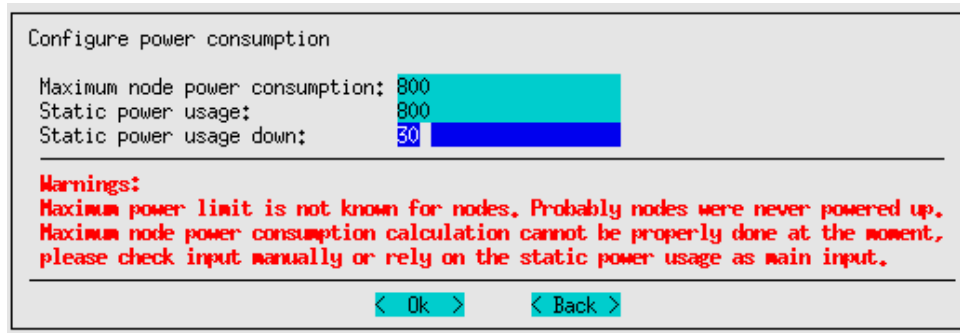 Configure power consumption
Maximum node power consumption: 800
Static power usage: 800
Static power usage down: 30
Warnings:
Maximum power limit is not known for nodes. Probably nodes were never powered up.
Maximum node power consumption calculation cannot be properly done at the moment,
please check input manually or rely on the static power usage as main input.
< Ok > < Back >